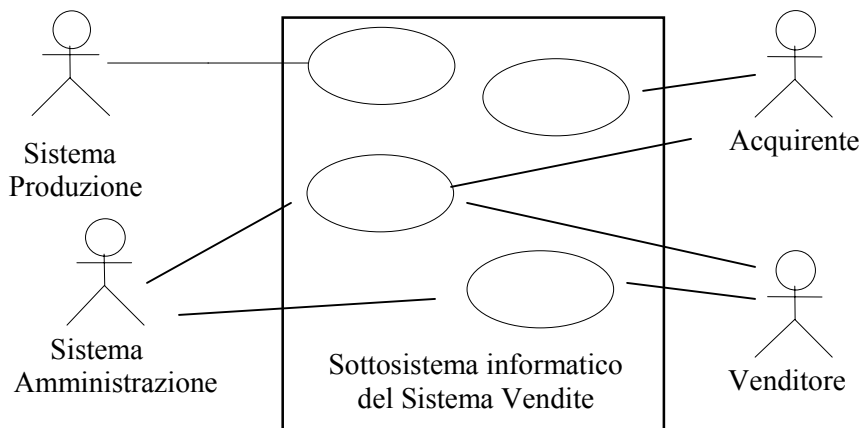 Sistema
Produzione
Acquirente
Sistema
Amministrazione
Sottosistema informatico
del Sistema Vendite
Venditore